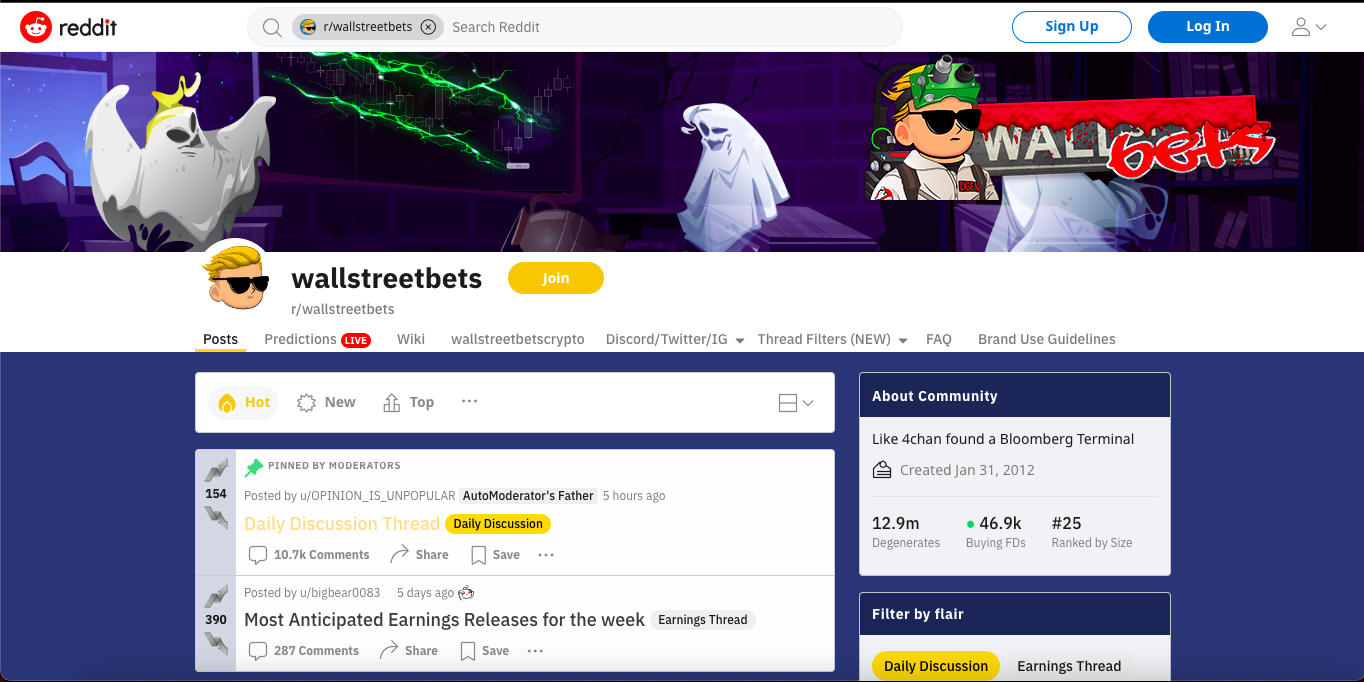 reddit
r/wallstreetbets
Search Reddit
Sign Up
Log In
WALL
bets
wallstreetbets
Join
r/wallstreetbets
Posts
Predictions LIVE
Wiki
wallstreetbetscrypto
Discord/Twitter/IG
Thread Filters (NEW)
FAQ
Brand Use Guidelines
Hot
New
Top
PINNED BY MODERATORS
154
Posted by u/OPINION_IS_UNPOPULAR AutoModerator's Father 5 hours ago
Daily Discussion Thread Daily Discussion
10.7k Comments Share Save
Posted by u/bigbear0083 5 days ago
390
Most Anticipated Earnings Releases for the week Earnings Thread
287 Comments Share Save
About Community
Like 4chan found a Bloomberg Terminal
Created Jan 31, 2012
12.9m 46.9k #25
Degenerates Buying FDs Ranked by Size
Filter by flair
Daily Discussion Earnings Thread